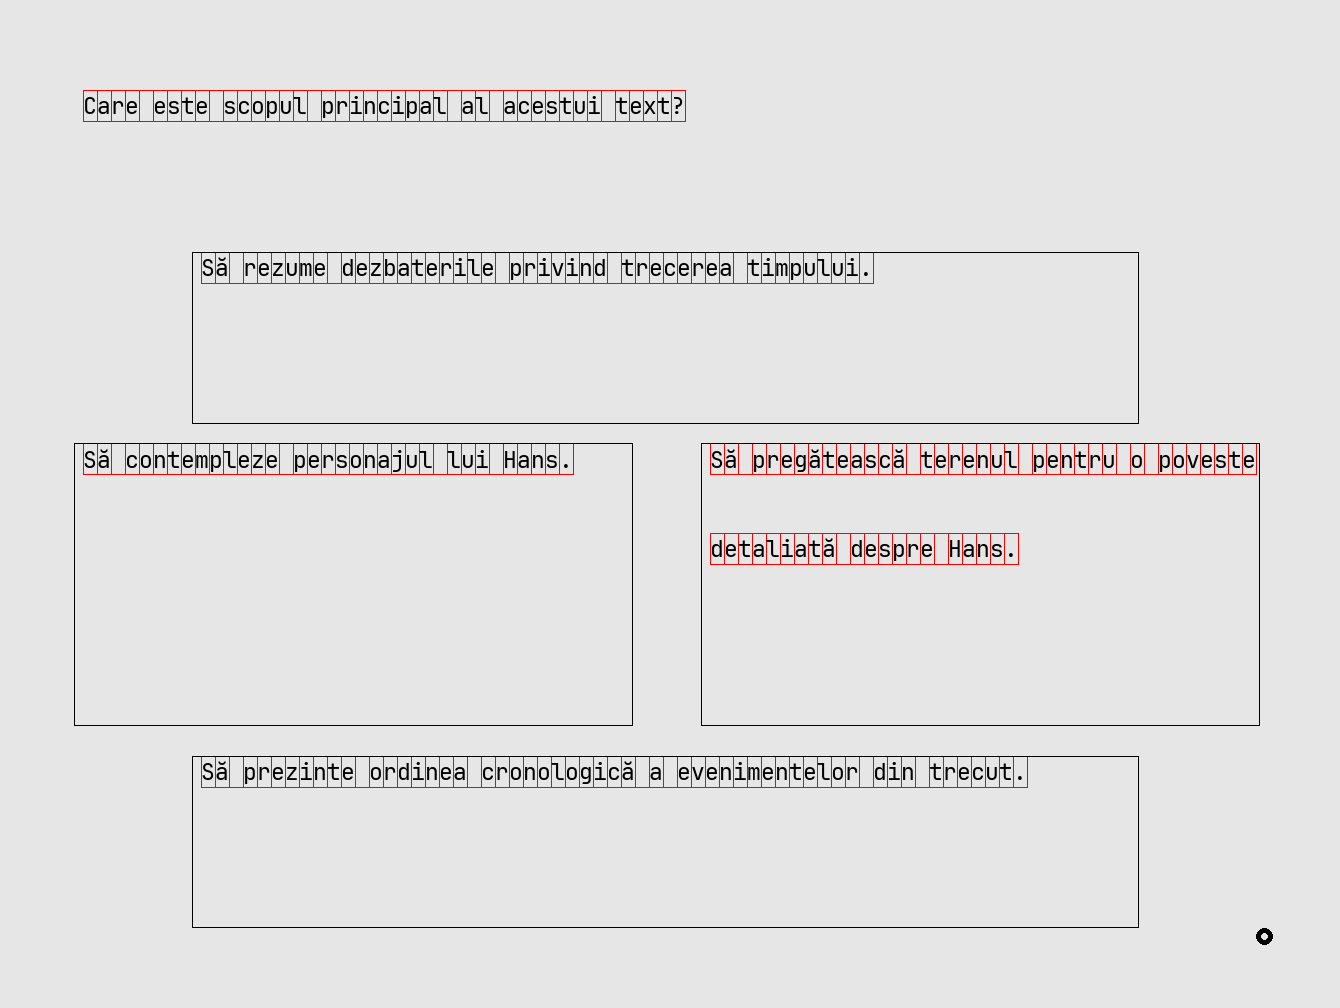 Care este scopul principal al acestui text?
Să rezume dezbaterile privind trecerea timpului.
Să contempleze personajul lui Hans.
Să pregătească terenul pentru o poveste
detaliată despre Hans.
Să prezinte ordinea cronologică a evenimentelor din trecut.